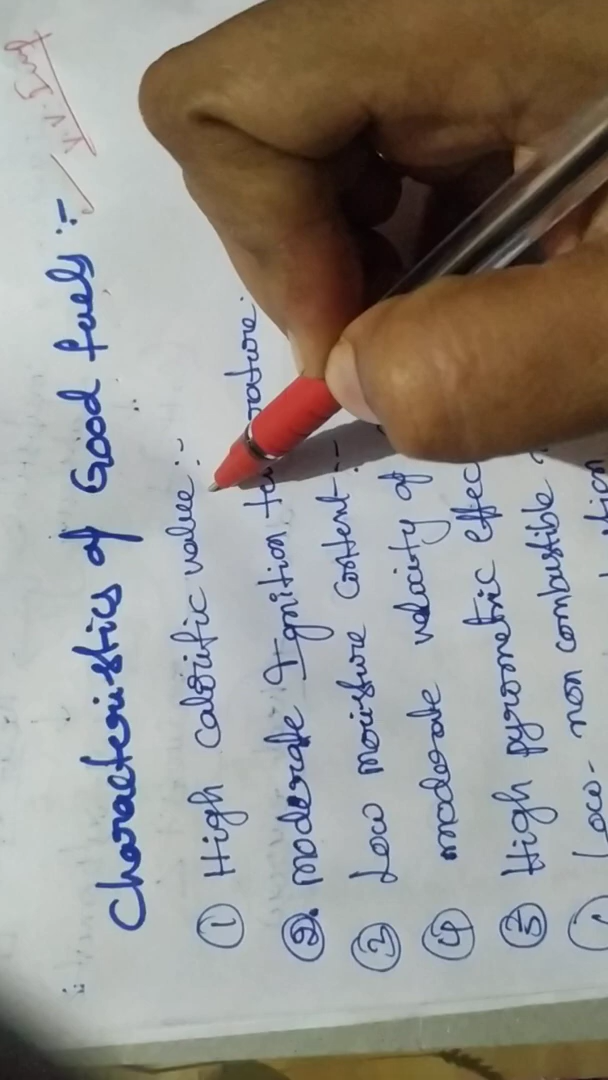 V.V. Imp
Characteristics of Good fuels :-
① High calorific value :-
② moderate Ignition rature.
③ Low moisture content :-
④ moderate velocity of
⑤ High pyrometric effec
Low- non combustible